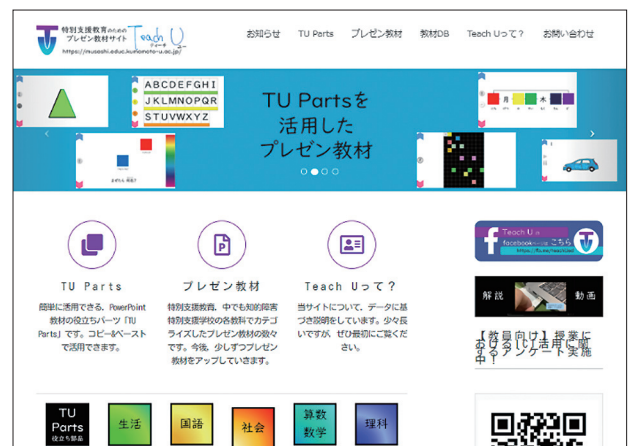 特別支援教育のための
プレゼン教材サイト
Teach U
ティーチ ユー
https://musashi.educ.kumamoto-u.ac.jp/
お知らせ
TU Parts
プレゼン教材
教材DB
Teach Uって？
お問い合わせ
ABCDEFGHI
JKLMNOPQR
STUVWXYZ
TU Partsを
活用した
プレゼン教材
月
木
TU Parts
簡単に活用できる、PowerPoint
教材の役立ちパーツ『TU
Parts』です。コピー&ペースト
で活用できます。
プレゼン教材
特別支援教育、中でも知的障害
特別支援学校の各教科でカテゴ
ライズしたプレゼン教材の数々
です。今後、少しずつプレゼン
教材をアップしていきます。
Teach Uって？
当サイトについて、データに基
づき説明をしています。少々長
いですが、ぜひ最初にご覧くだ
さい。
Teach U の
facebookページは こちら
解説
動画
【教員向け】授業に
おけるICT活用に関
するアンケート実施
中！
TU
Parts
役立ち部品
生活
国語
社会
算数
数学
理科